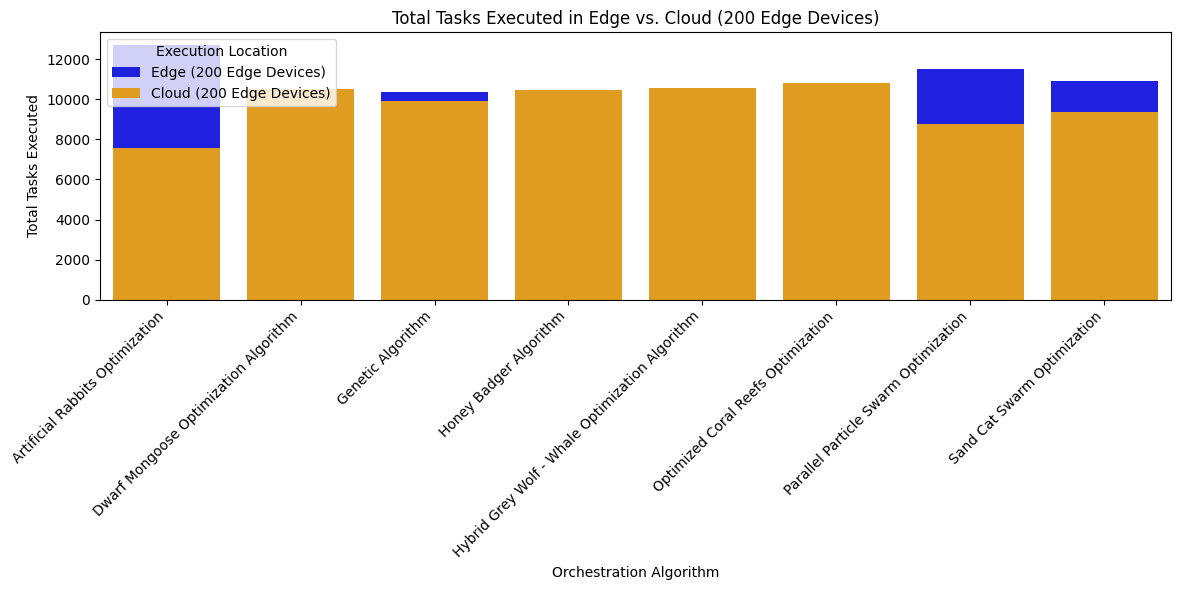 Total Tasks Executed in Edge vs. Cloud (200 Edge Devices)
Execution Location
Edge (200 Edge Devices)
Cloud (200 Edge Devices)
Total Tasks Executed
12000
10000
8000
6000
4000
2000
0
Artificial Rabbits Optimization
Dwarf Mongoose Optimization Algorithm
Genetic Algorithm
Honey Badger Algorithm
Hybrid Grey Wolf - Whale Optimization Algorithm
Optimized Coral Reefs Optimization
Parallel Particle Swarm Optimization
Sand Cat Swarm Optimization
Orchestration Algorithm